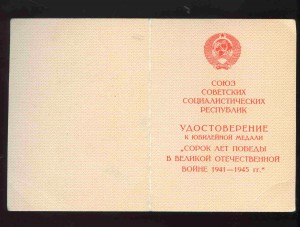 СОЮЗ
СОВЕТСКИХ
СОЦИАЛИСТИЧЕСКИХ
РЕСПУБЛИК
УДОСТОВЕРЕНИЕ
К ЮБИЛЕЙНОЙ МЕДАЛИ
„СОРОК ЛЕТ ПОБЕДЫ
В ВЕЛИКОЙ ОТЕЧЕСТВЕННОЙ
ВОЙНЕ 1941—1945 гг."